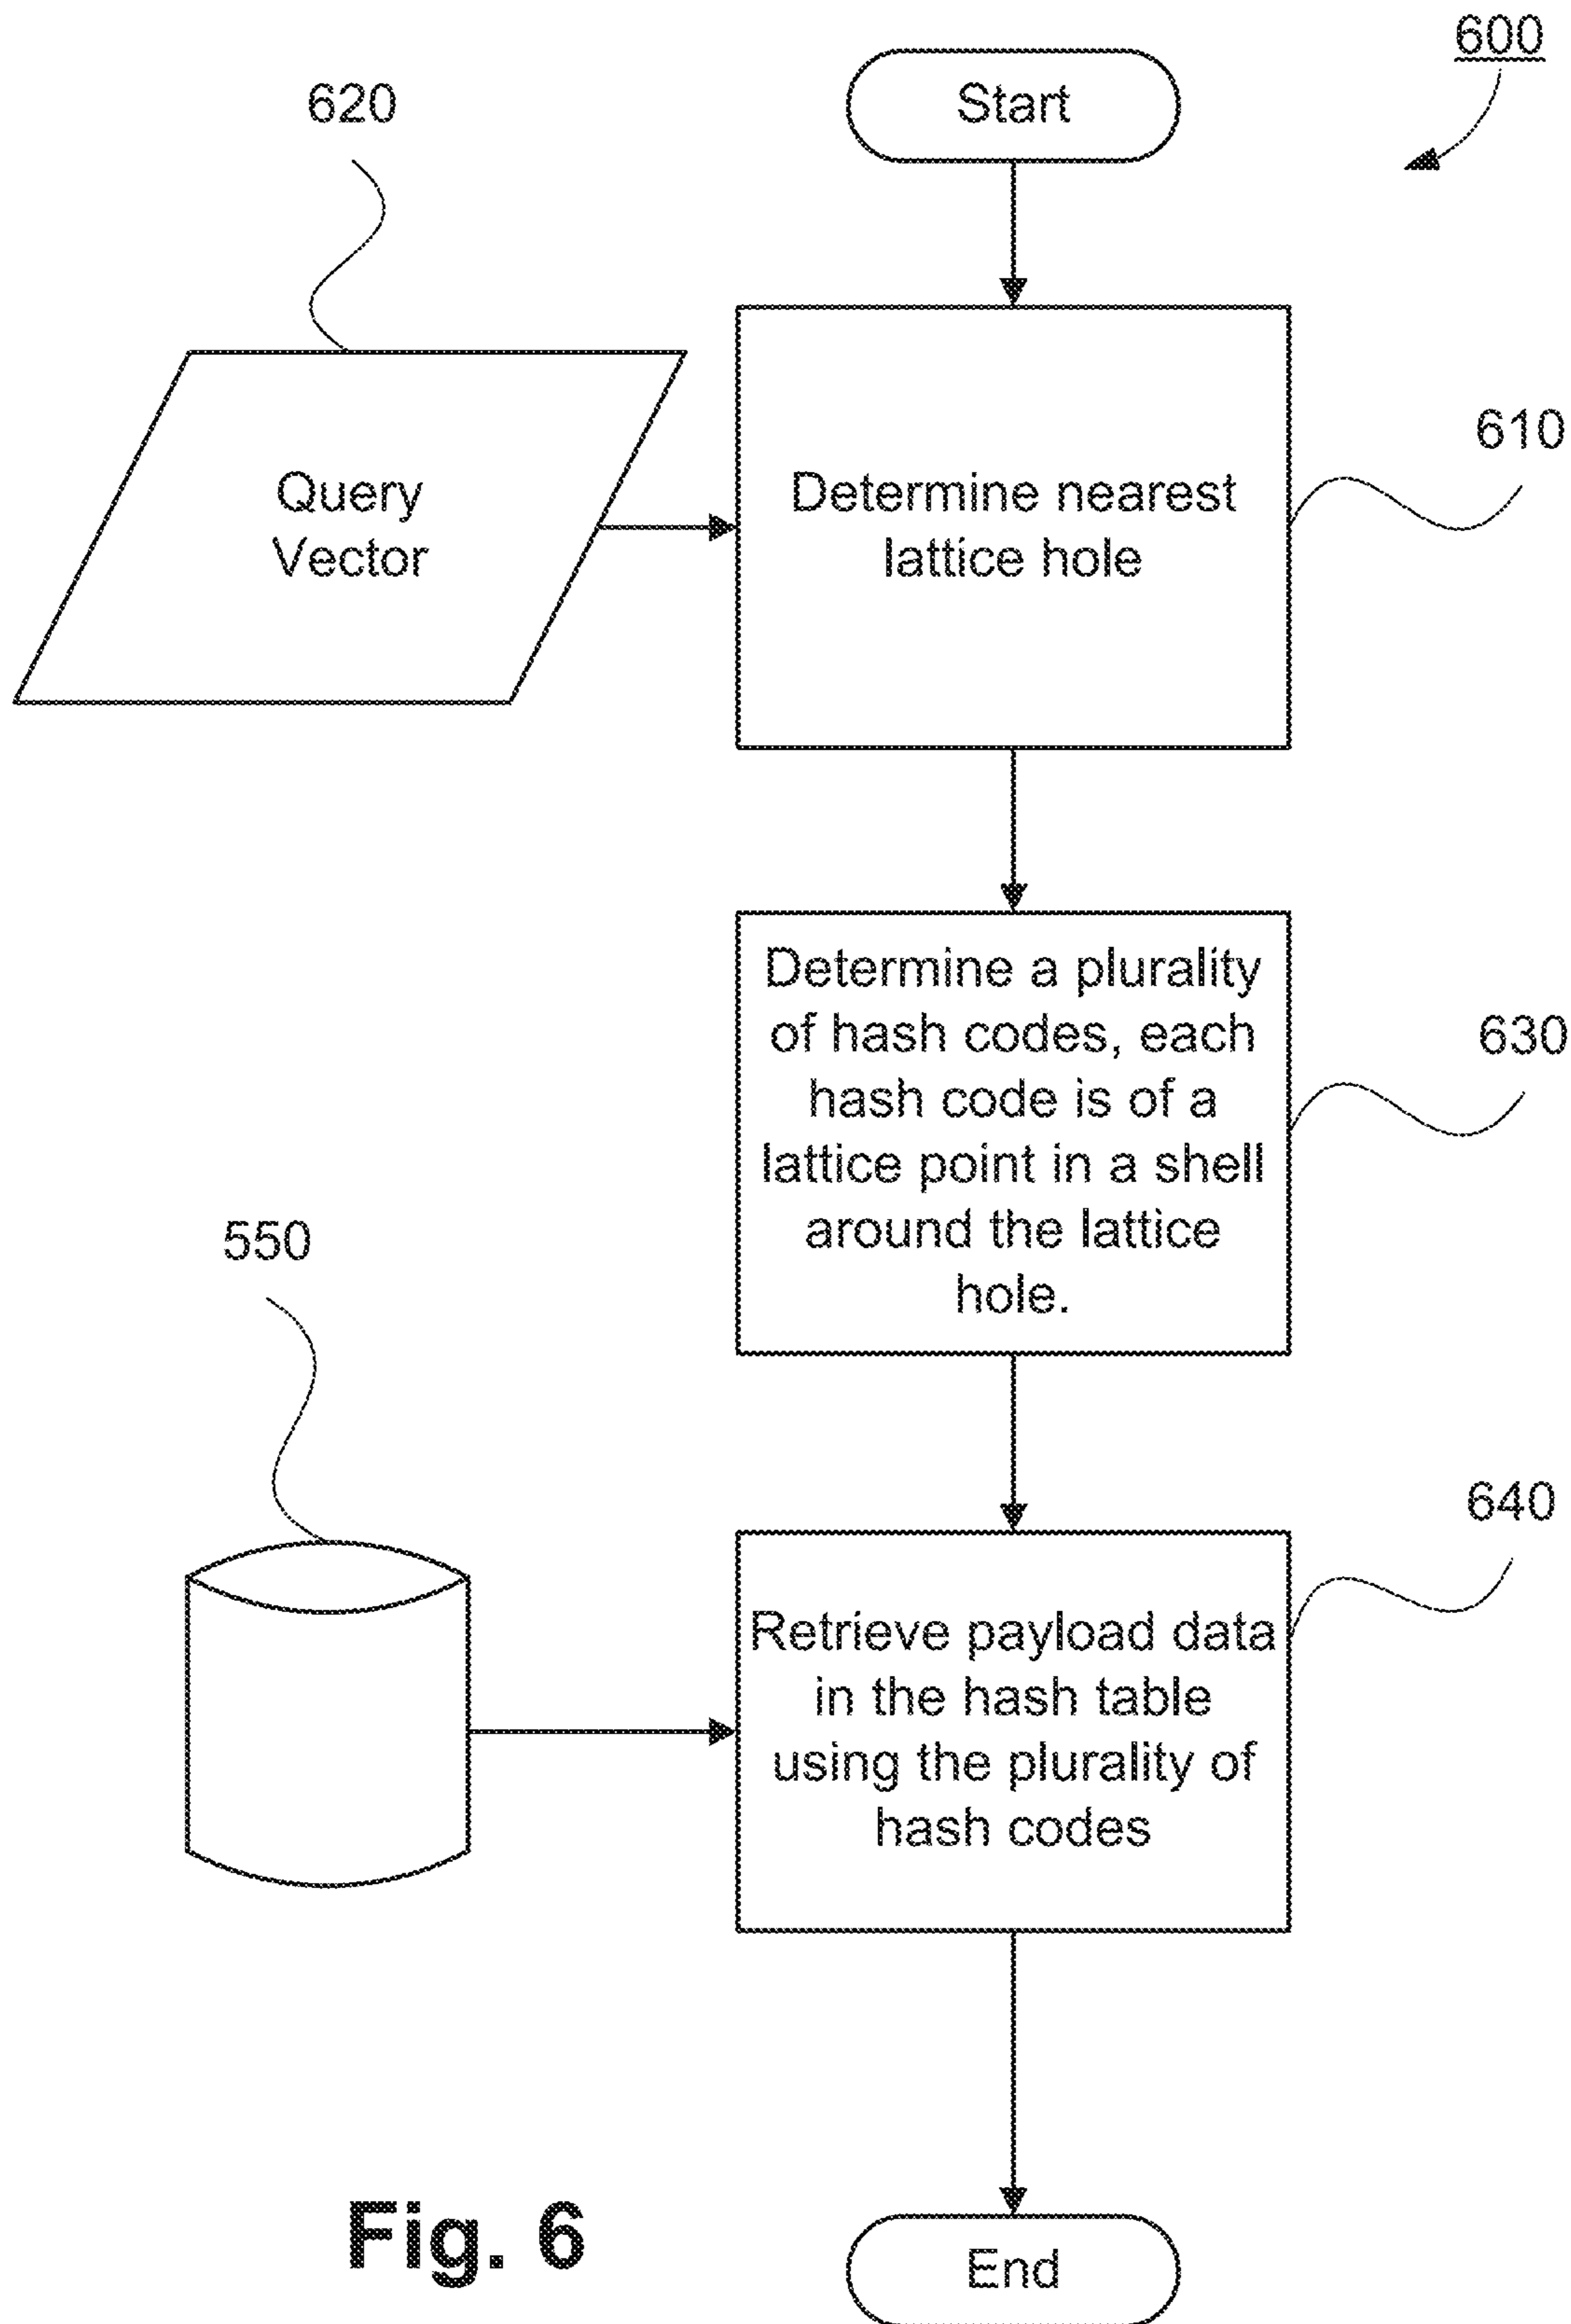 600
Start
620
Query
Vector
Determine nearest
lattice hole
610
Determine a plurality
of hash codes, each
hash code is of a
lattice point in a shell
around the lattice
hole.
630
550
Retrieve payload data
in the hash table
using the plurality of
hash codes
640
Fig. 6
End